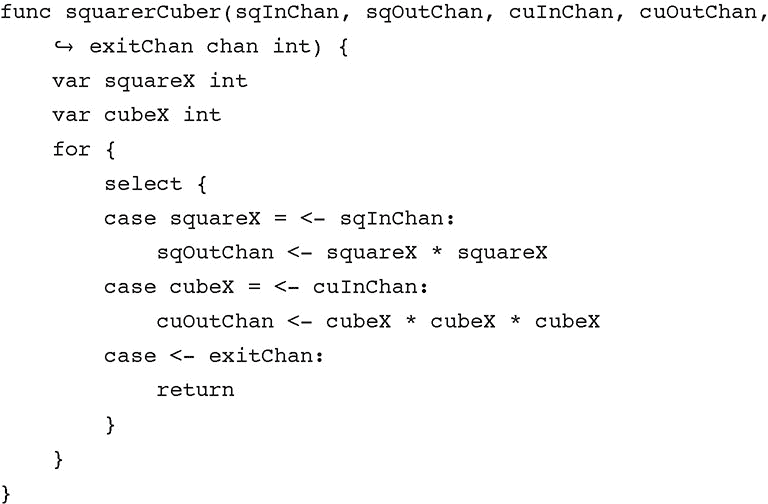 func squarerCuber(sqInChan, sqOutChan, cuInChan, cuOutChan,
    ↪ exitChan chan int) {
    var squareX int
    var cubeX int
    for {
        select {
        case squareX = <- sqInChan:
            sqOutChan <- squareX * squareX
        case cubeX = <- cuInChan:
            cuOutChan <- cubeX * cubeX * cubeX
        case <- exitChan:
            return
        }
    }
}